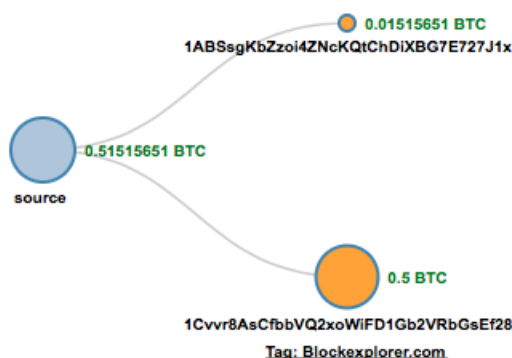 0.01515651 BTC
1ABSsgKbZzoi4ZNcKQtChDiXBG7E727J1x
0.51515651 BTC
source
0.5 BTC
1Cvvr8AsCfbbVQ2xoWiFD1Gb2VRbGsEf28
Tag: Blockexplorer.com